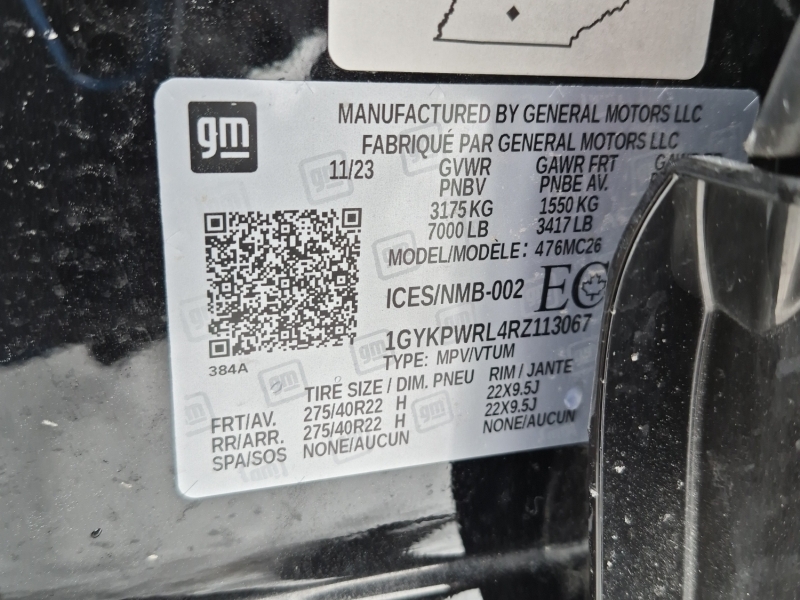 gm
MANUFACTURED BY GENERAL MOTORS LLC
FABRIQUÉ PAR GENERAL MOTORS LLC
11/23 GVWR GAWR FRT
PNBV PNBE AV.
3175 KG 1550 KG
7000 LB 3417 LB
MODEL/MODÈLE: 476MC26
ICES/NMB-002 EC
1GYKPWRL4RZ113067
TYPE: MPV/VTUM
384A
TIRE SIZE / DIM. PNEU RIM / JANTE
FRT/AV. 275/40R22 H 22X9.5J
RR/ARR. 275/40R22 H 22X9.5J
SPA/SOS NONE/AUCUN NONE/AUCUN